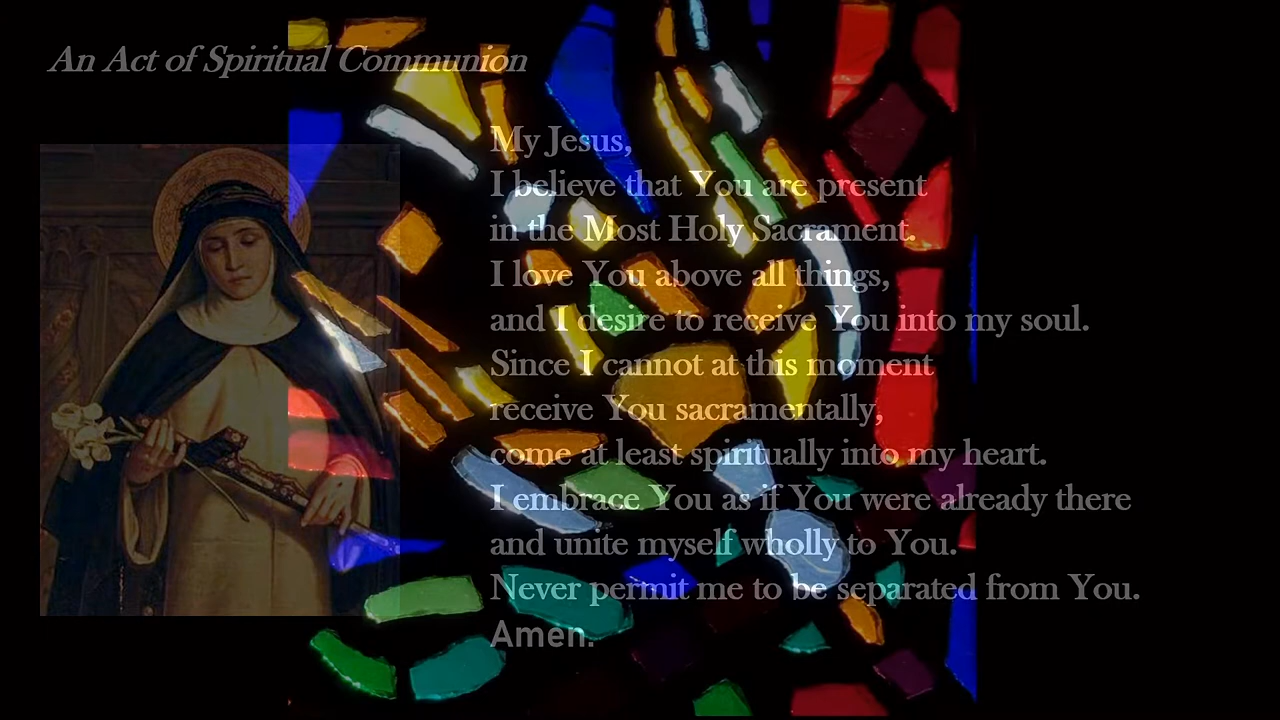 An Act of Spiritual Communion
My Jesus,
I believe that You are present
in the Most Holy Sacrament.
I love You above all things,
and I desire to receive You into my soul.
Since I cannot at this moment
receive You sacramentally,
come at least spiritually into my heart.
I embrace You as if You were already there
and unite myself wholly to You.
Never permit me to be separated from You.
Amen.